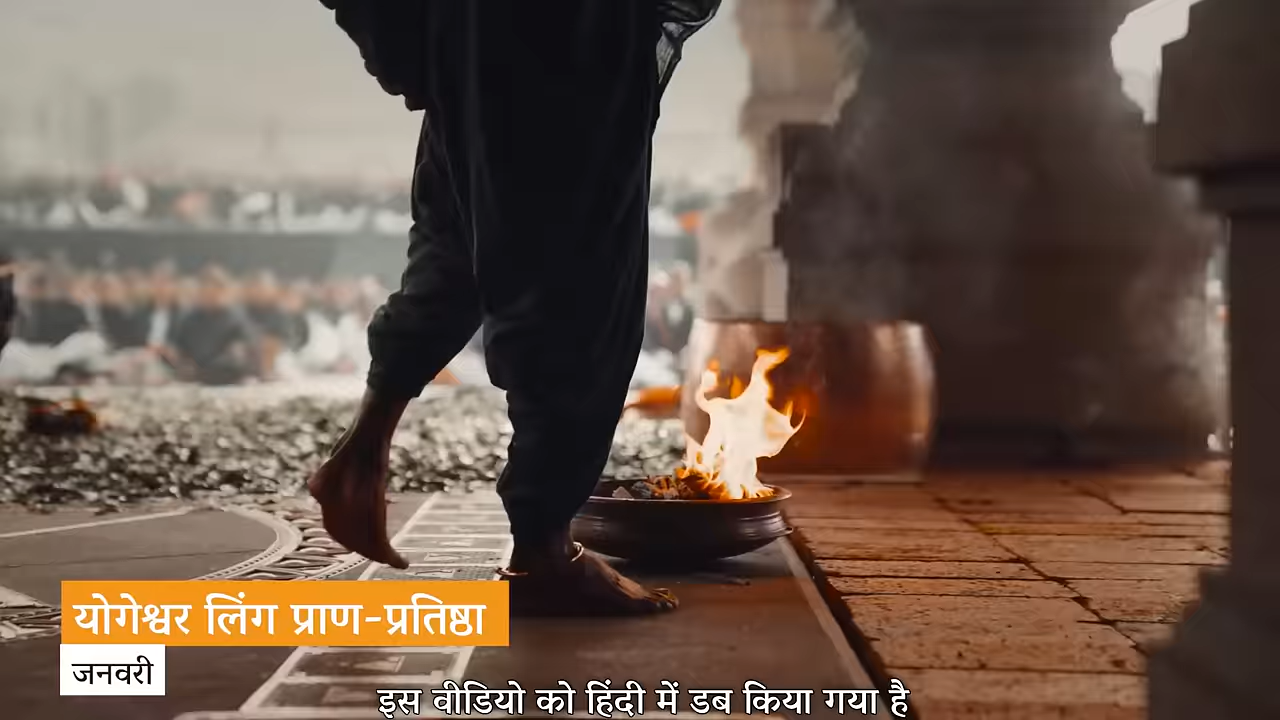 योगेश्वर लिंग प्राण-प्रतिष्ठा
जनवरी
इस वीडियो को हिंदी में डब किया गया है